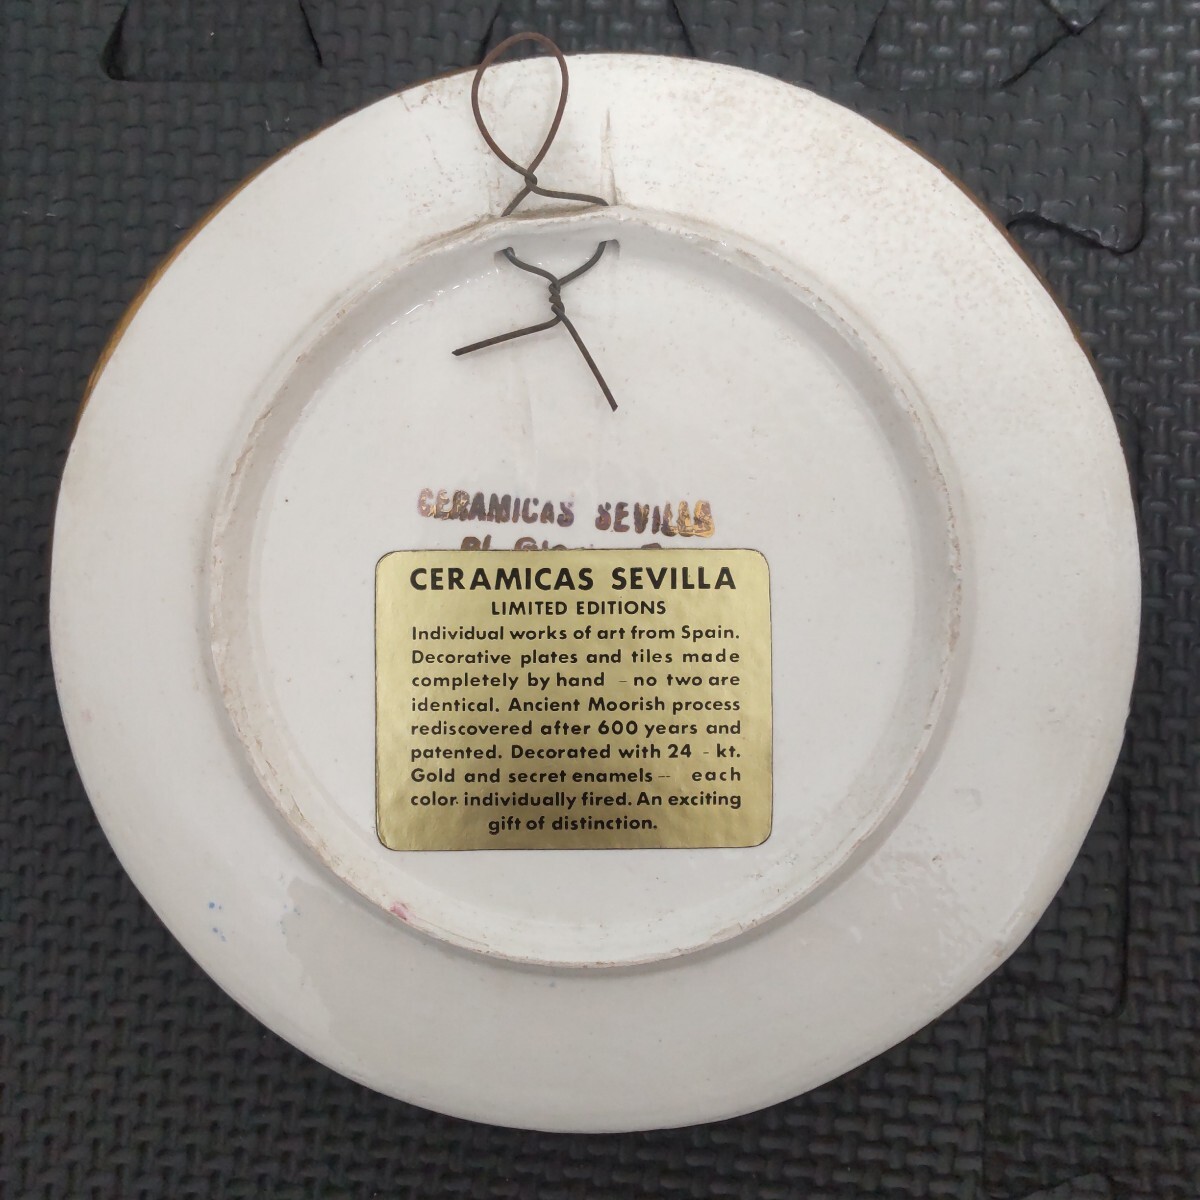 CERAMICAS SEVILLA
CERAMICAS SEVILLA
LIMITED EDITIONS
Individual works of art from Spain.
Decorative plates and tiles made
completely by hand - no two are
identical. Ancient Moorish process
rediscovered after 600 years and
patented. Decorated with 24 - kt.
Gold and secret enamels -- each
color individually fired. An exciting
gift of distinction.